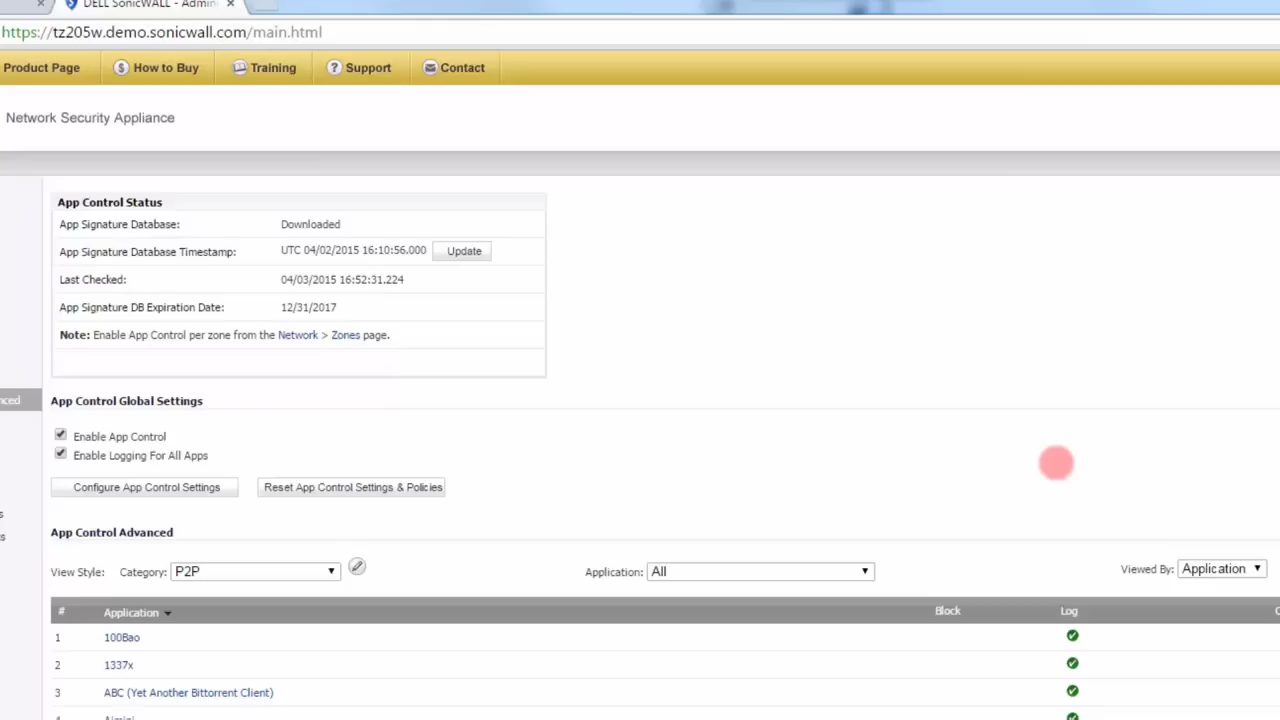 DELL SonicWALL - Admin
https://tz205w.demo.sonicwall.com/main.html
Product Page How to Buy Training Support Contact
Network Security Appliance
App Control Status
App Signature Database: Downloaded
App Signature Database Timestamp: UTC 04/02/2015 16:10:56.000 Update
Last Checked: 04/03/2015 16:52:31.224
App Signature DB Expiration Date: 12/31/2017
Note: Enable App Control per zone from the Network > Zones page.
nced App Control Global Settings
Enable App Control
Enable Logging For All Apps
Configure App Control Settings Reset App Control Settings & Policies
s
s App Control Advanced
View Style: Category: P2P Application: All Viewed By: Application
# Application Block Log
1 100Bao
2 1337x
3 ABC (Yet Another Bittorrent Client)